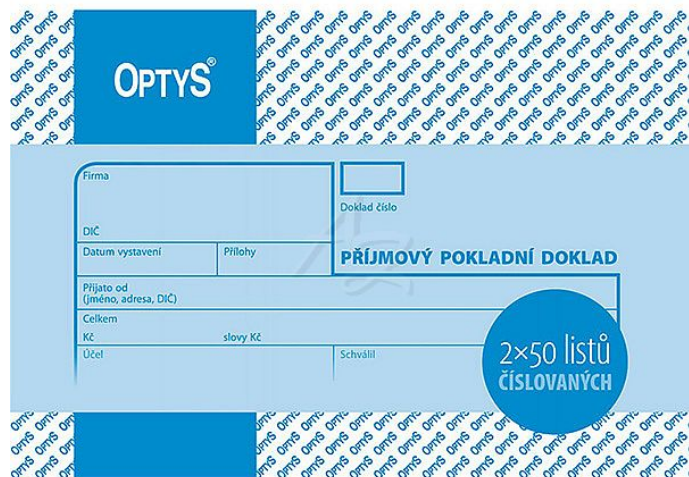 OPTYS®
Firma
Doklad číslo
DIČ
Datum vystavení Přílohy
PŘÍJMOVÝ POKLADNÍ DOKLAD
Přijato od
(jméno, adresa, DIČ)
Celkem
Kč slovy Kč
Účel Schválil
2×50 listů
ČÍSLOVANÝCH